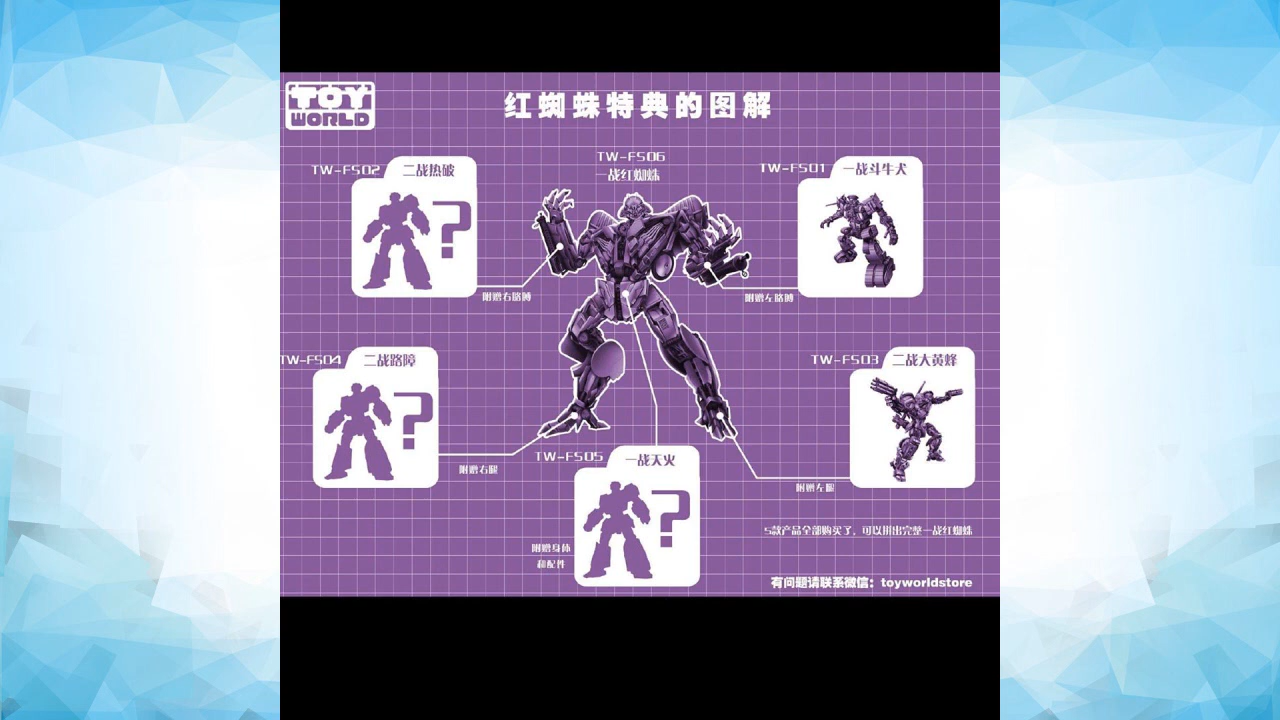 TOY
WORLD
红蜘蛛特典的图解
TW-FS02 二战热破
TW-FS06
一战红蜘蛛
TW-FS01 一战斗牛犬
附赠右胳膊
附赠左胳膊
TW-FS04 二战路障
TW-FS03 二战大黄蜂
附赠右腿
TW-FS05 一战天火
附赠左腿
5款产品全部购买了，可以拼出完整一战红蜘蛛
附赠身体
和配件
有问题请联系微信：toyworldstore